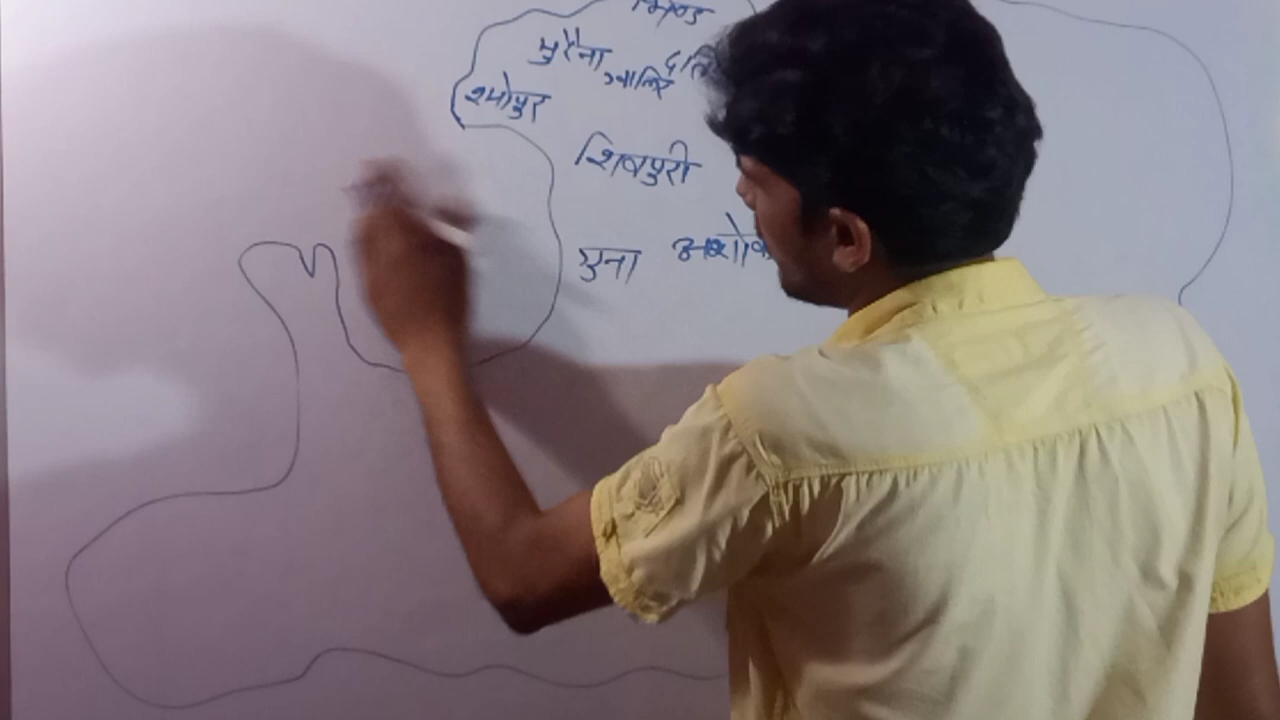 भिण्ड
मुरैना
ग्वालिर
श्योपुर
शिवपुरी
गुना